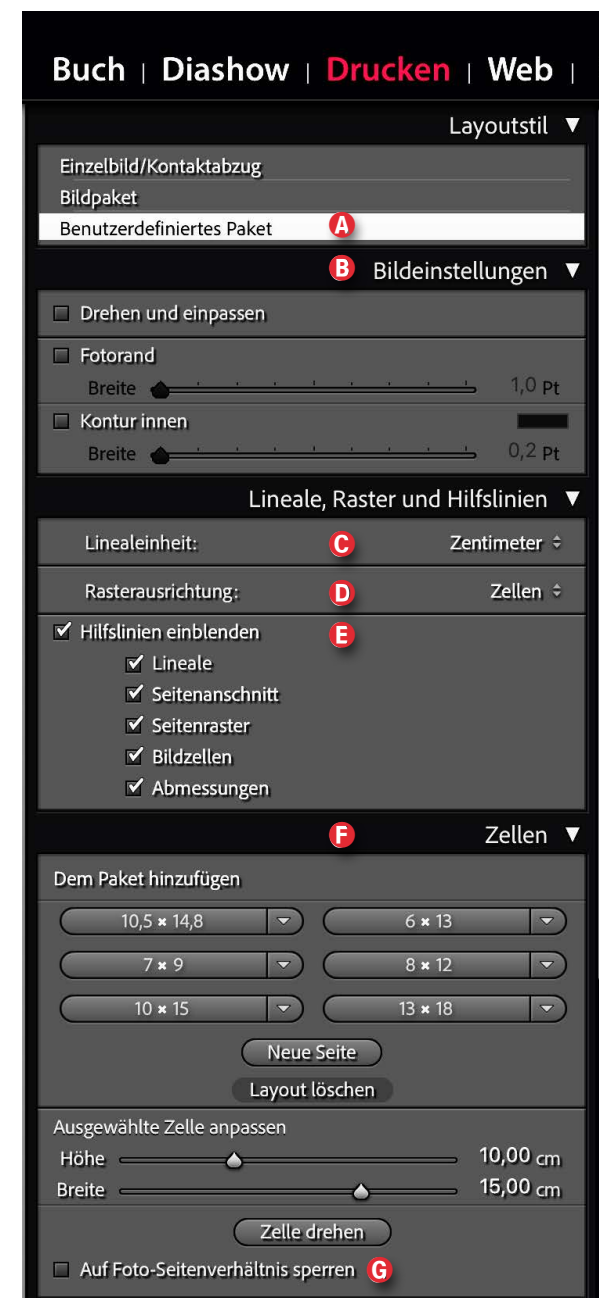 Buch | Diashow | Drucken | Web |
Layoutstil ▼
Einzelbild/Kontaktabzug
Bildpaket
Benutzerdefiniertes Paket A
B Bildeinstellungen ▼
Drehen und einpassen
Fotorand
Breite 1,0 Pt
Kontur innen
Breite 0,2 Pt
Lineale, Raster und Hilfslinien ▼
Linealeinheit: C Zentimeter
Rasterausrichtung: D Zellen
Hilfslinien einblenden E
Lineale
Seitenanschnitt
Seitenraster
Bildzellen
Abmessungen
F Zellen ▼
Dem Paket hinzufügen
10,5 × 14,8 6 × 13
7 × 9 8 × 12
10 × 15 13 × 18
Neue Seite
Layout löschen
Ausgewählte Zelle anpassen
Höhe 10,00 cm
Breite 15,00 cm
Zelle drehen
Auf Foto-Seitenverhältnis sperren G